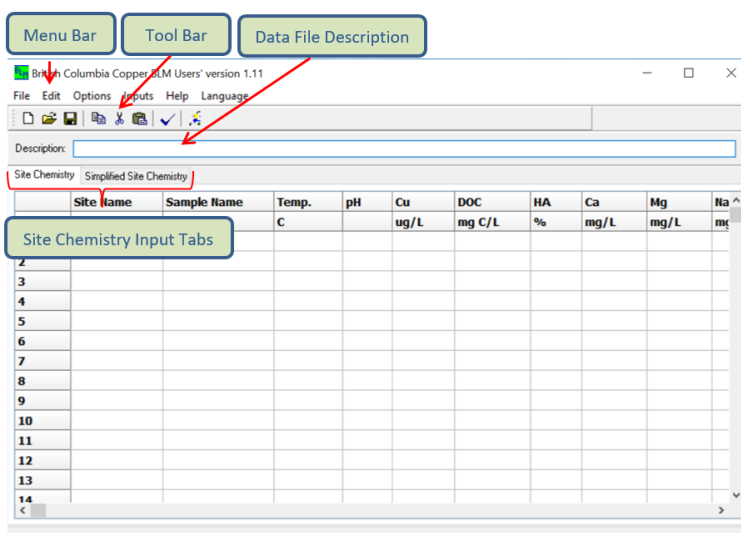 Menu Bar
Tool Bar
Data File Description
British Columbia Copper BLM Users' version 1.11
File Edit Options Inputs Help Language
Description:
Site Chemistry Simplified Site Chemistry
Site Name Sample Name Temp. pH Cu DOC HA Ca Mg Na
C ug/L mg C/L % mg/L mg/L
Site Chemistry Input Tabs
2
3
4
5
6
7
8
9
10
11
12
13
14